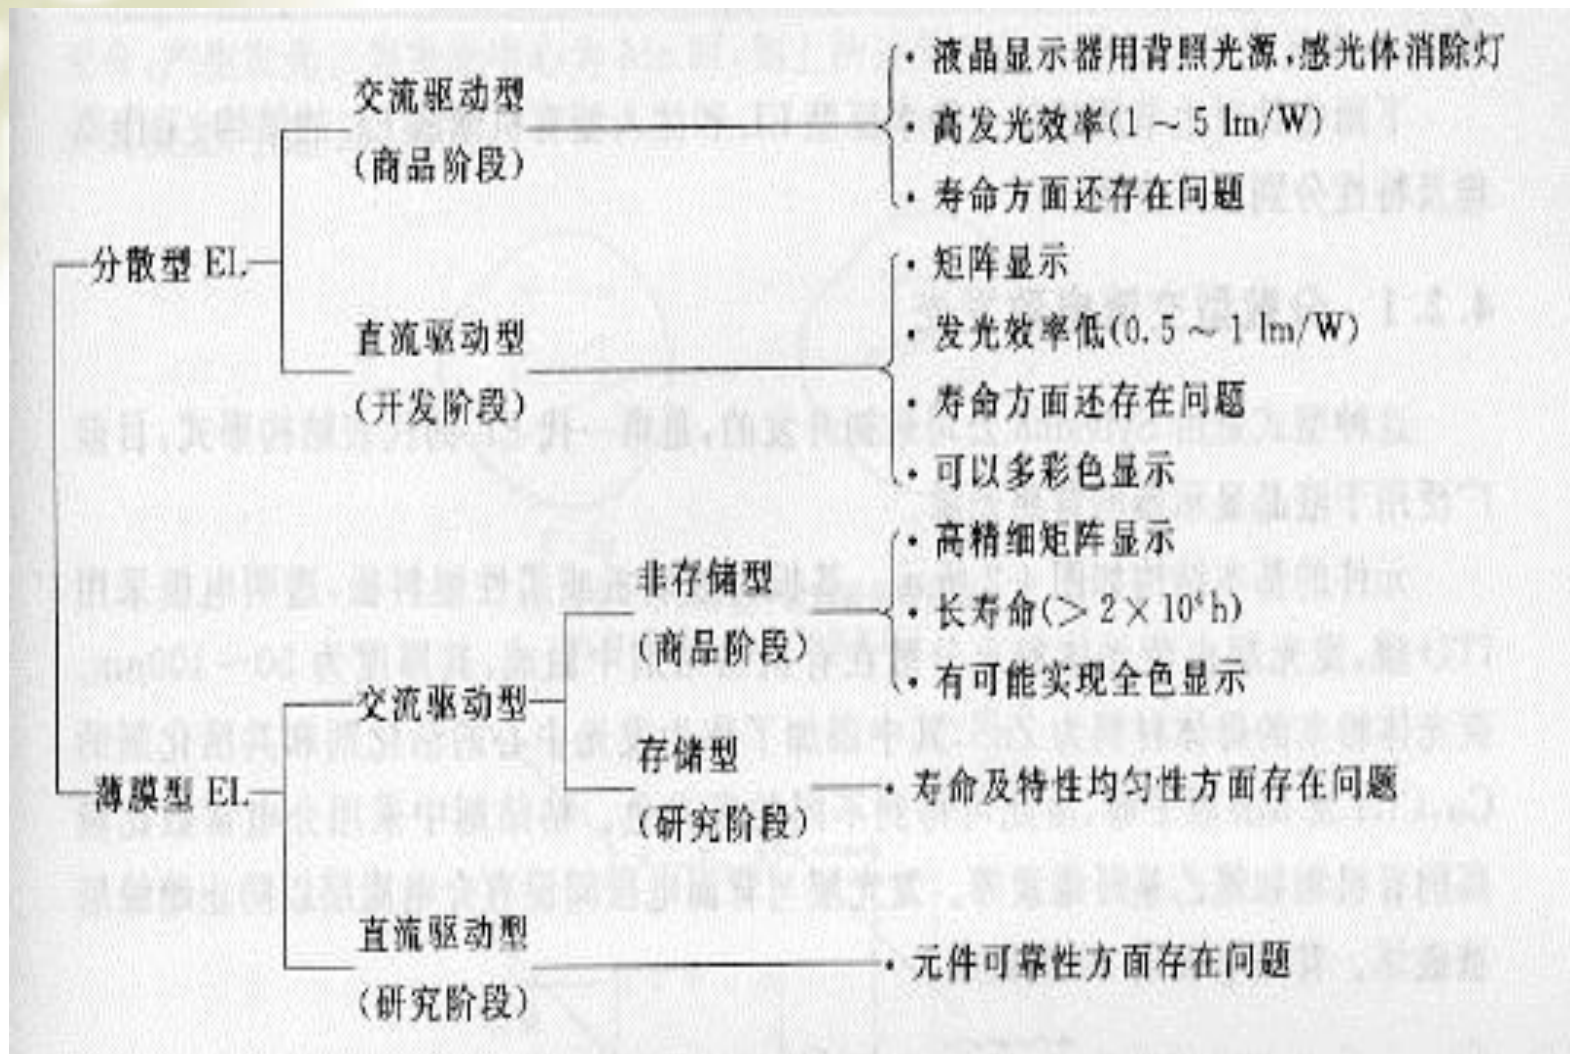 分散型 EL
交流驱动型
(商品阶段)
· 液晶显示器用背照光源,感光体消除灯
· 高发光效率(1 ~ 5 lm/W)
· 寿命方面还存在问题
直流驱动型
(开发阶段)
· 矩阵显示
· 发光效率低(0.5 ~ 1 lm/W)
· 寿命方面还存在问题
· 可以多彩色显示
薄膜型 EL
交流驱动型
非存储型
(商品阶段)
· 高精细矩阵显示
· 长寿命(> 2 × 10⁴h)
· 有可能实现全色显示
存储型
(研究阶段)
· 寿命及特性均匀性方面存在问题
直流驱动型
(研究阶段)
· 元件可靠性方面存在问题